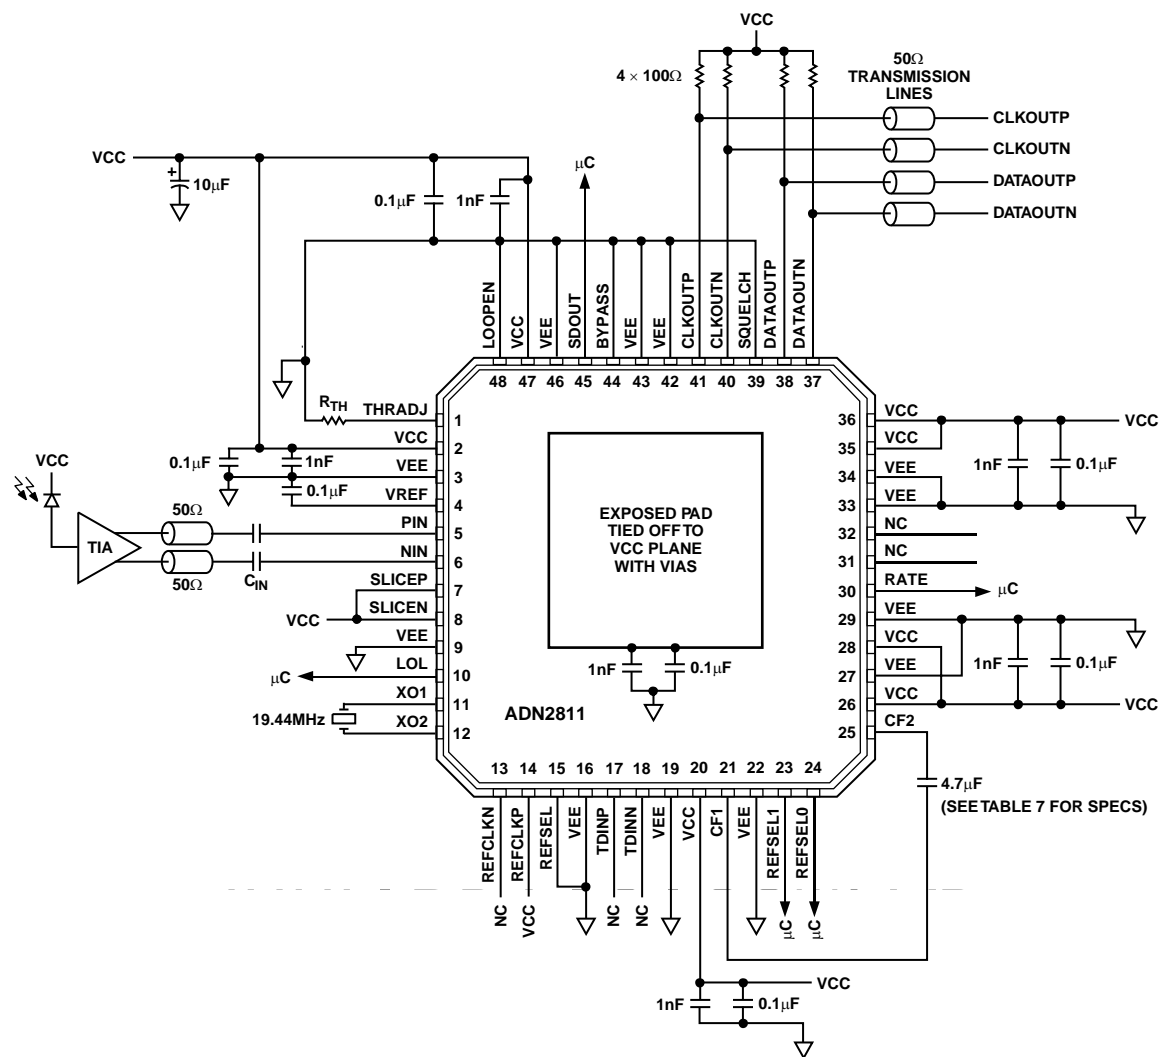 VCC
4 × 100Ω
50Ω
TRANSMISSION
LINES
CLKOUTP
CLKOUTN
DATAOUTP
DATAOUTN
VCC
+
10μF
0.1μF
1nF
μC
LOOPEN
VCC
VEE
SDOUT
BYPASS
VEE
VEE
CLKOUTP
CLKOUTN
SQUELCH
DATAOUTP
DATAOUTN
48
47
46
45
44
43
42
41
40
39
38
37
RTH
THRADJ
1
VCC
2
0.1μF
1nF
VEE
3
0.1μF
VREF
4
VCC
TIA
50Ω
PIN
5
NIN
6
50Ω
CIN
SLICEP
7
VCC
SLICEN
8
VEE
9
μC
LOL
10
XO1
11
19.44MHz
XO2
12
EXPOSED PAD
TIED OFF TO
VCC PLANE
WITH VIAS
1nF
0.1μF
ADN2811
36
VCC
VCC
35
VCC
1nF
0.1μF
34
VEE
33
VEE
32
NC
31
NC
30
RATE
μC
29
VEE
28
VCC
1nF
0.1μF
27
VEE
26
VCC
VCC
25
CF2
4.7μF
(SEE TABLE 7 FOR SPECS)
13
14
15
16
17
18
19
20
21
22
23
24
REFCLKN
REFCLKP
REFSEL
VEE
TDINP
TDINN
VEE
VCC
CF1
VEE
REFSEL1
REFSEL0
NC
VCC
NC
NC
μC
μC
VCC
1nF
0.1μF